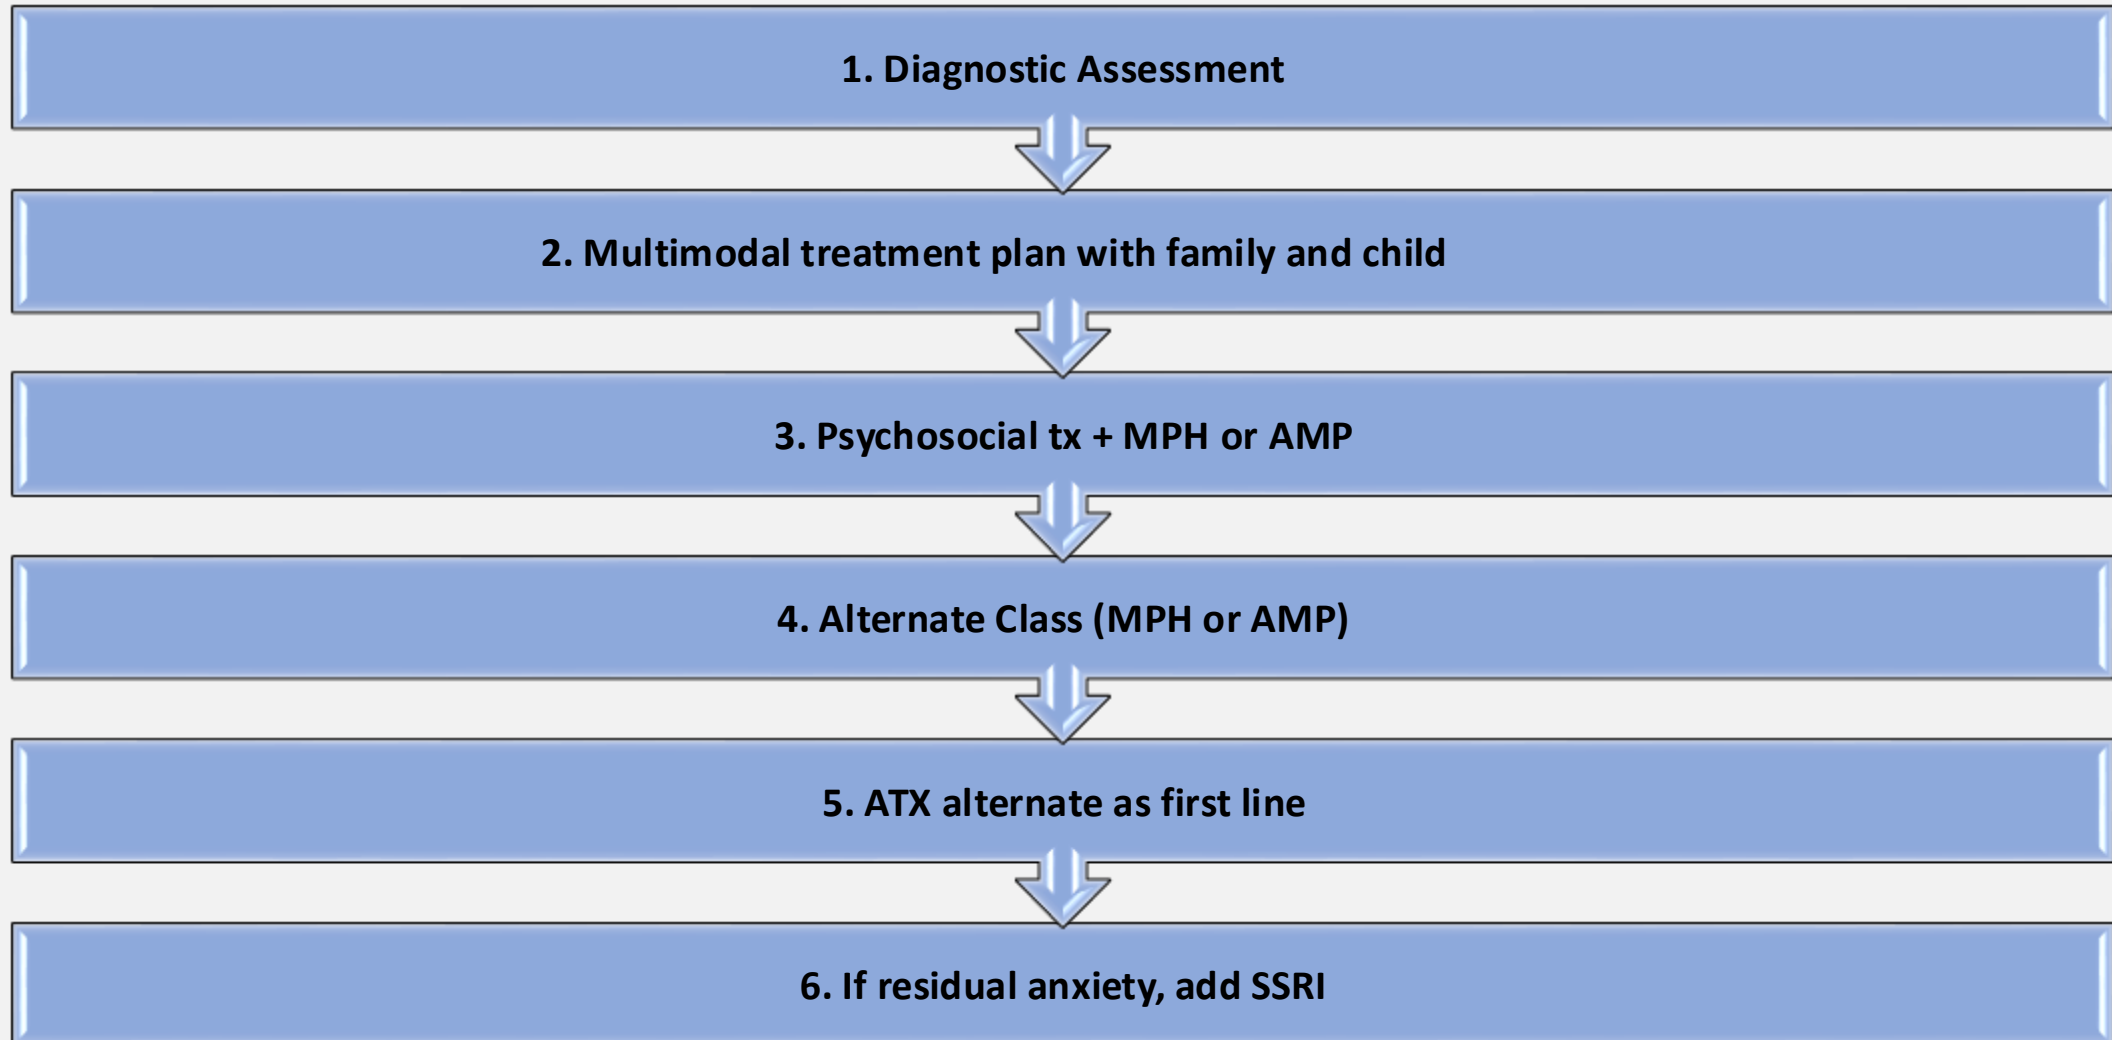 1. Diagnostic Assessment
2. Multimodal treatment plan with family and child
3. Psychosocial tx + MPH or AMP
4. Alternate Class (MPH or AMP)
5. ATX alternate as first line
6. If residual anxiety, add SSRI